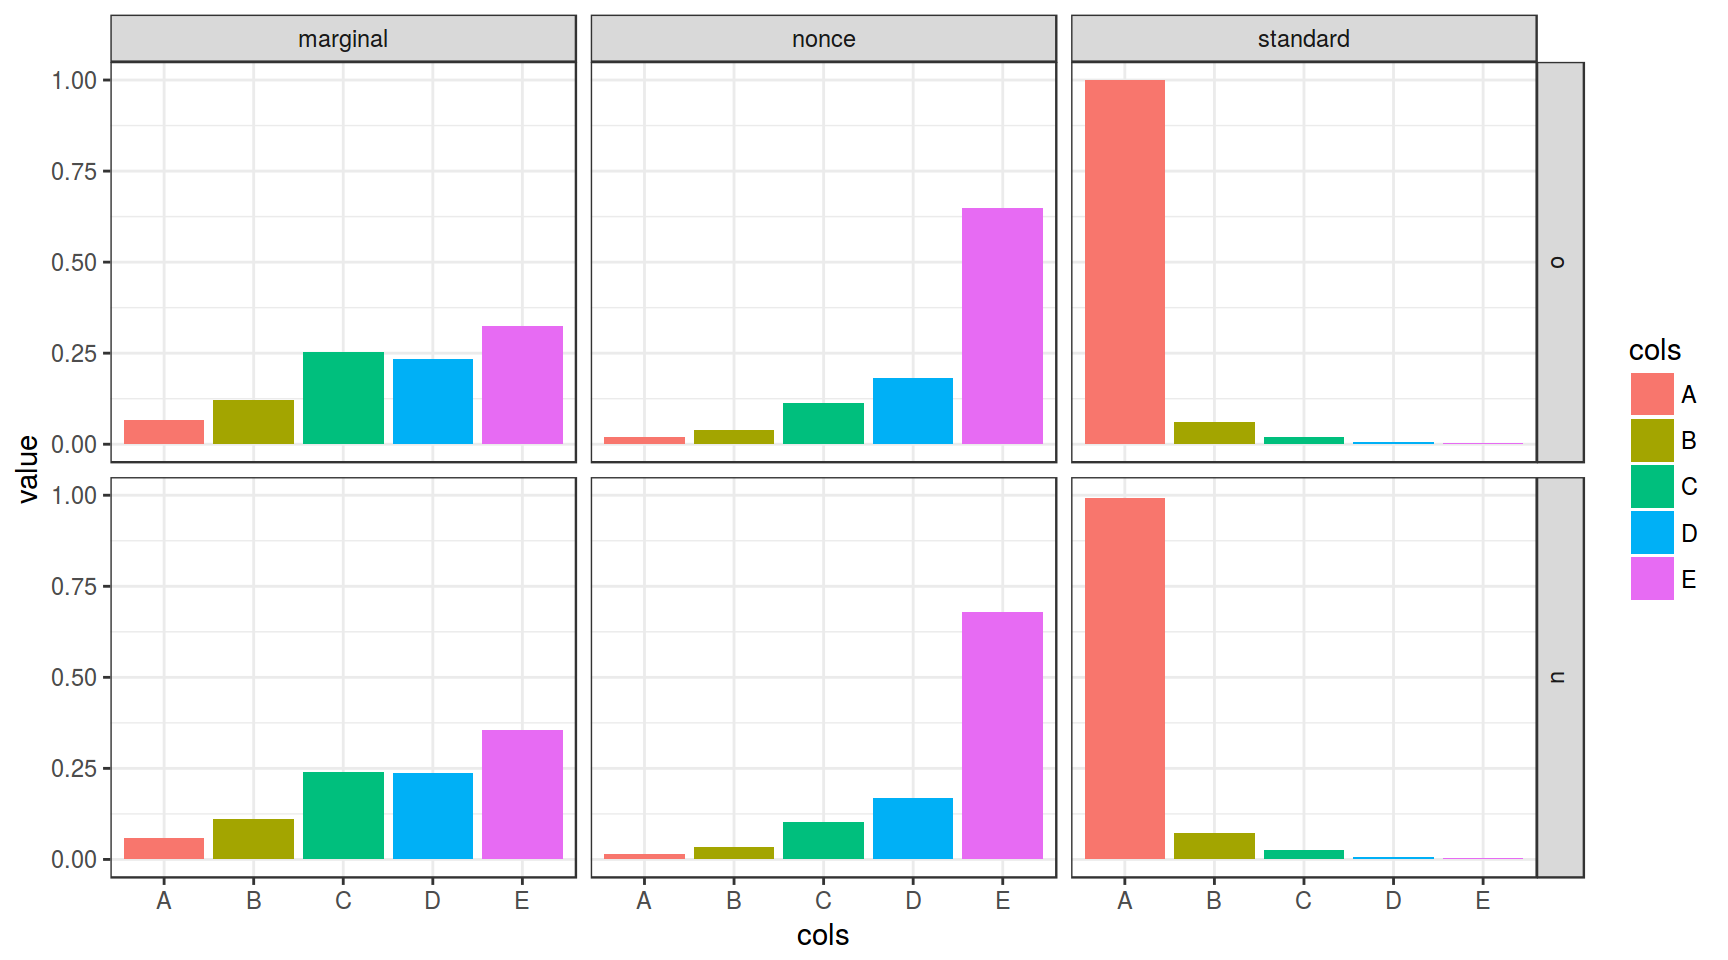 marginal nonce standard
1.00
0.75
0.50
0.25
0.00
o
value
1.00
0.75
0.50
0.25
0.00
n
A B C D E A B C D E A B C D E
cols
cols
A
B
C
D
E